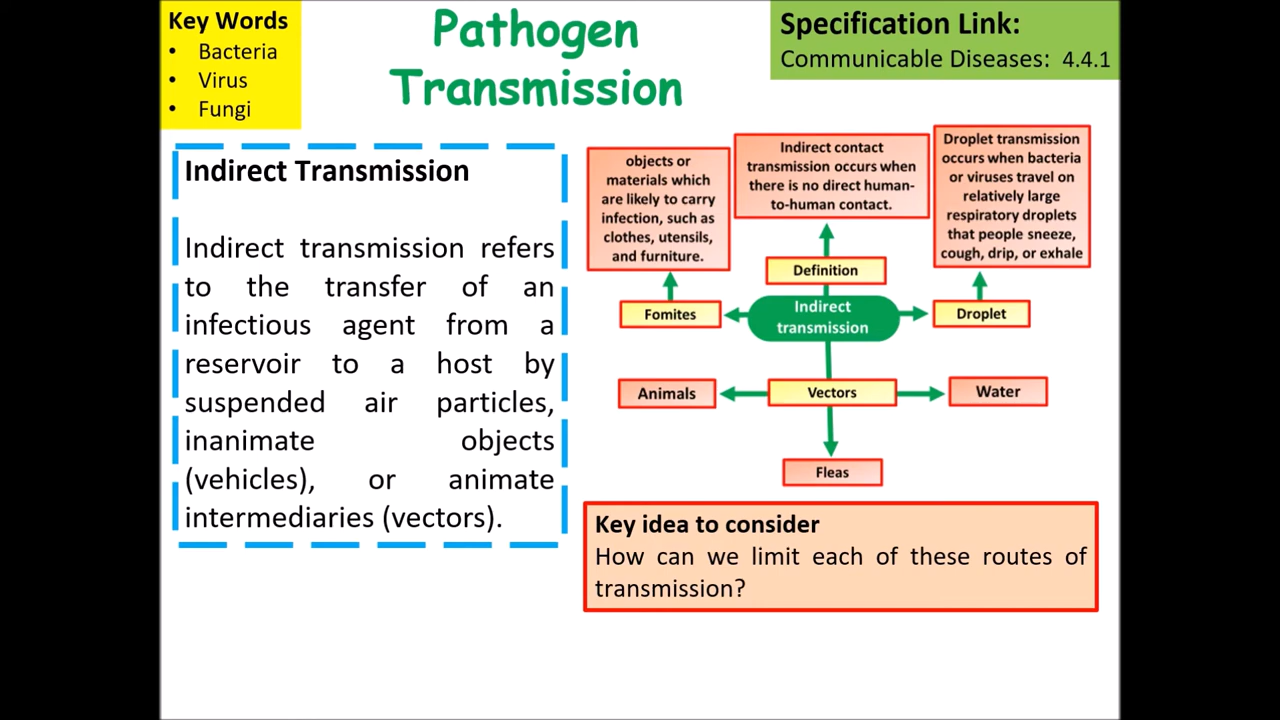 Key Words
• Bacteria
• Virus
• Fungi
Pathogen
Transmission
Specification Link:
Communicable Diseases: 4.4.1
Indirect Transmission
Indirect transmission refers
to the transfer of an
infectious agent from a
reservoir to a host by
suspended air particles,
inanimate objects
(vehicles), or animate
intermediaries (vectors).
objects or
materials which
are likely to carry
infection, such as
clothes, utensils,
and furniture.
Indirect contact
transmission occurs when
there is no direct human-
to-human contact.
Droplet transmission
occurs when bacteria
or viruses travel on
relatively large
respiratory droplets
that people sneeze,
cough, drip, or exhale
Definition
Fomites
Indirect
transmission
Droplet
Animals
Vectors
Water
Fleas
Key idea to consider
How can we limit each of these routes of
transmission?